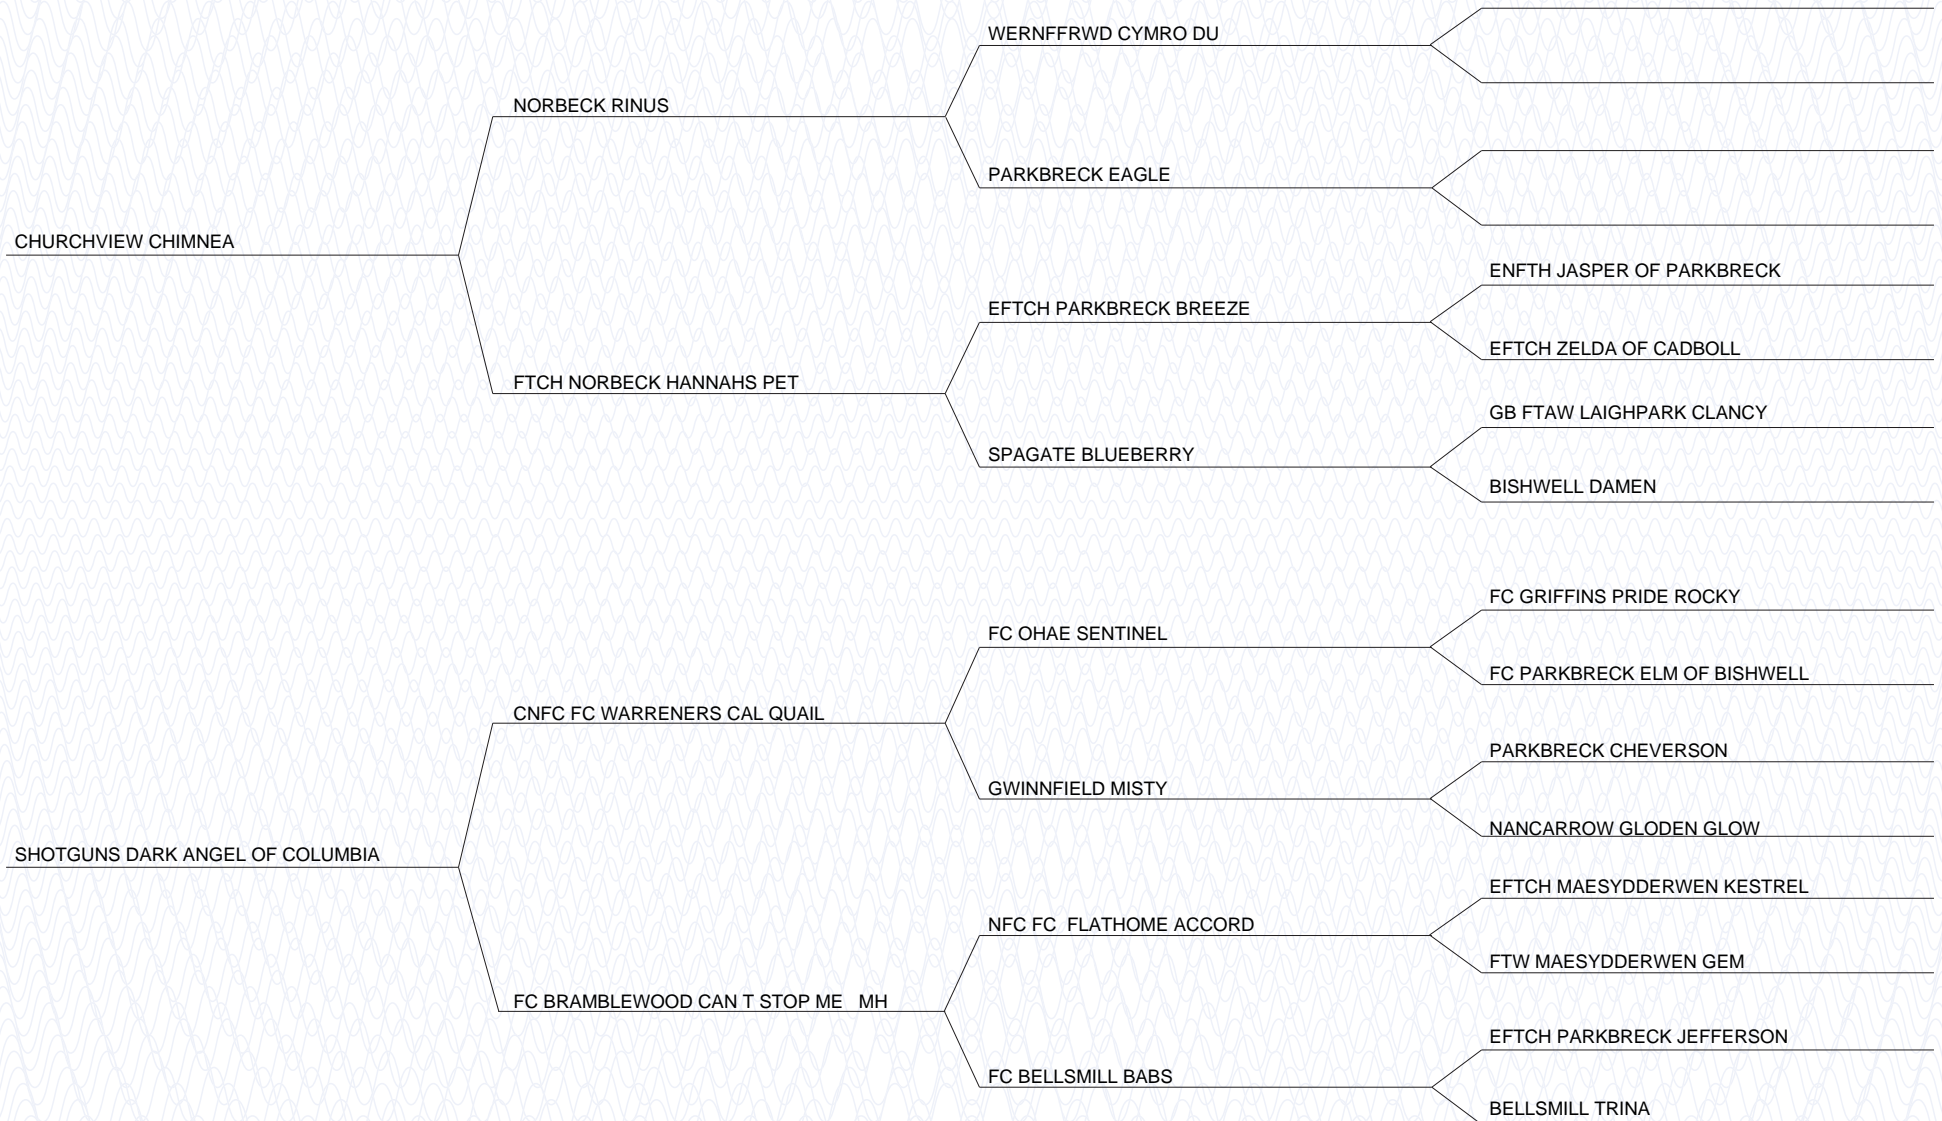 WERNFFRWD CYMRO DU
NORBECK RINUS
PARKBRECK EAGLE
CHURCHVIEW CHIMNEA
ENFTH JASPER OF PARKBRECK
EFTCH PARKBRECK BREEZE
EFTCH ZELDA OF CADBOLL
FTCH NORBECK HANNAHS PET
GB FTAW LAIGHPARK CLANCY
SPAGATE BLUEBERRY
BISHWELL DAMEN
FC GRIFFINS PRIDE ROCKY
FC OHAE SENTINEL
FC PARKBRECK ELM OF BISHWELL
CNFC FC WARRENERS CAL QUAIL
PARKBRECK CHEVERSON
GWINNFIELD MISTY
NANCARROW GLODEN GLOW
SHOTGUNS DARK ANGEL OF COLUMBIA
EFTCH MAESYDDERWEN KESTREL
NFC FC  FLATHOME ACCORD
FTW MAESYDDERWEN GEM
FC BRAMBLEWOOD CAN T STOP ME   MH
EFTCH PARKBRECK JEFFERSON
FC BELLSMILL BABS
BELLSMILL TRINA